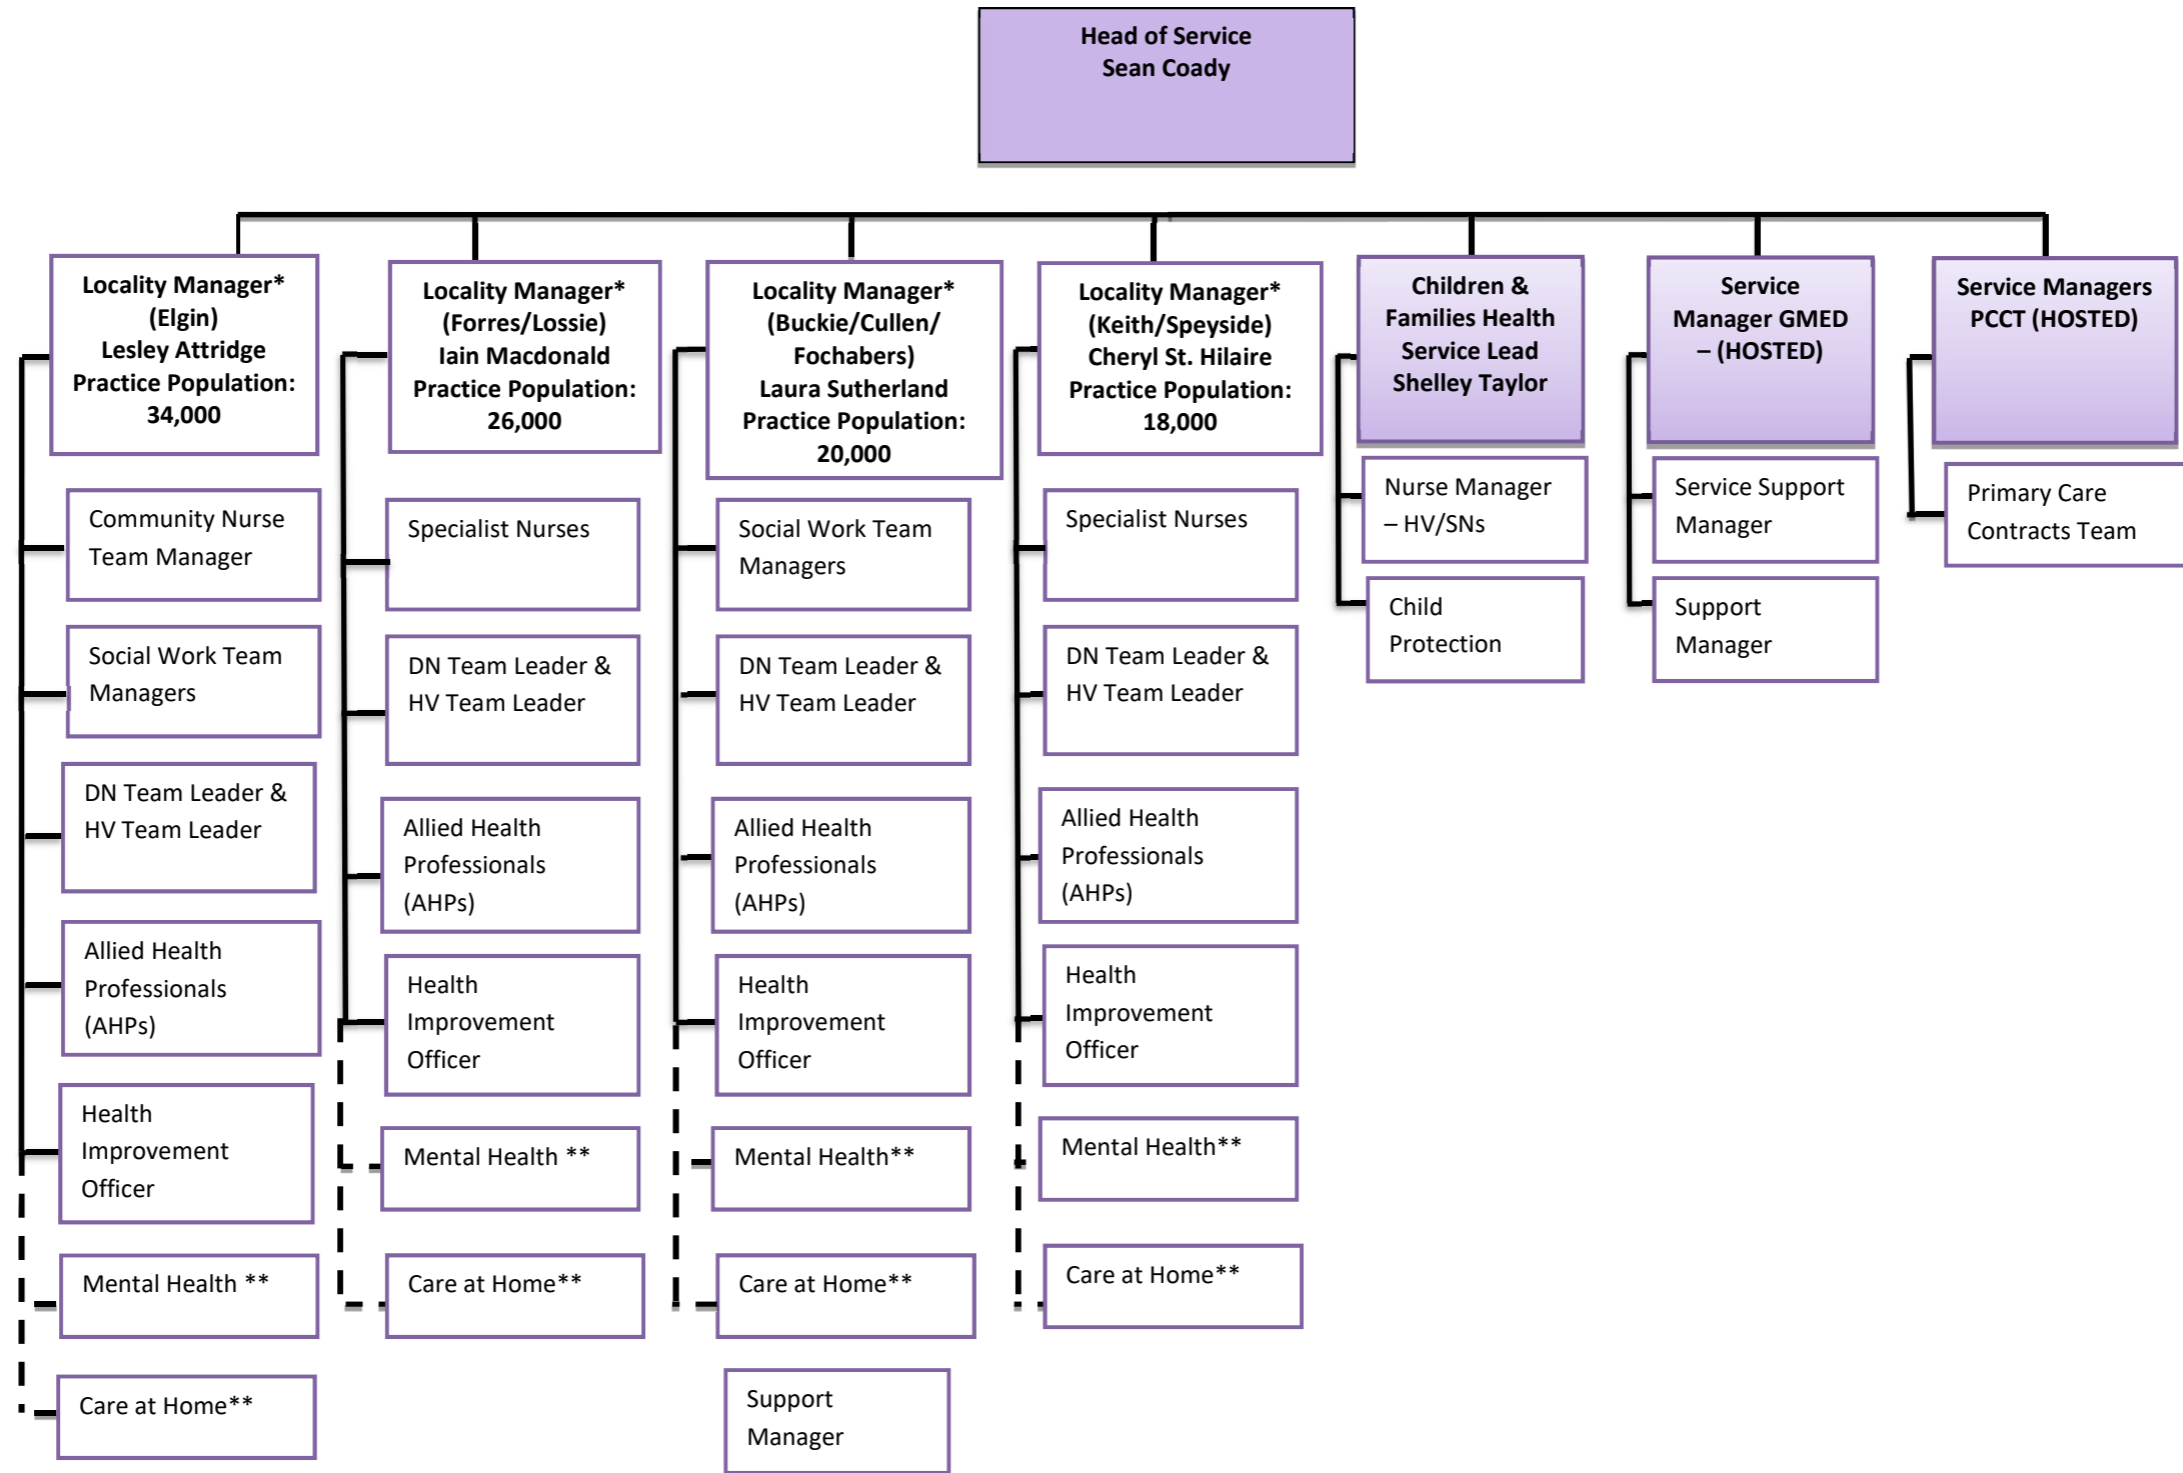 Head of Service
Sean Coady
Locality Manager*
(Elgin)
Lesley Attridge
Practice Population:
34,000
Community Nurse
Team Manager
Social Work Team
Managers
DN Team Leader &
HV Team Leader
Allied Health
Professionals
(AHPs)
Health
Improvement
Officer
Mental Health **
Care at Home**
Locality Manager*
(Forres/Lossie)
Iain Macdonald
Practice Population:
26,000
Specialist Nurses
DN Team Leader &
HV Team Leader
Allied Health
Professionals
(AHPs)
Health
Improvement
Officer
Mental Health **
Care at Home**
Locality Manager*
(Buckie/Cullen/
Fochabers)
Laura Sutherland
Practice Population:
20,000
Social Work Team
Managers
DN Team Leader &
HV Team Leader
Allied Health
Professionals
(AHPs)
Health
Improvement
Officer
Mental Health**
Care at Home**
Support
Manager
Locality Manager*
(Keith/Speyside)
Cheryl St. Hilaire
Practice Population:
18,000
Specialist Nurses
DN Team Leader &
HV Team Leader
Allied Health
Professionals
(AHPs)
Health
Improvement
Officer
Mental Health**
Care at Home**
Children &
Families Health
Service Lead
Shelley Taylor
Nurse Manager
– HV/SNs
Child
Protection
Service
Manager GMED
– (HOSTED)
Service Support
Manager
Support
Manager
Service Managers
PCCT (HOSTED)
Primary Care
Contracts Team